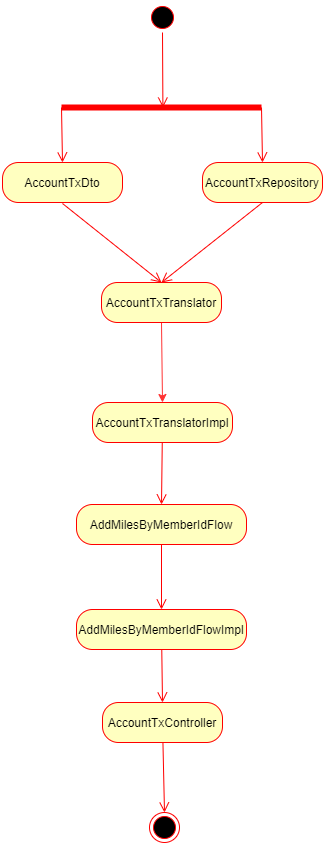 AccountTxDto
AccountTxRepository
AccountTxTranslator
AccountTxTranslatorImpl
AddMilesByMemberIdFlow
AddMilesByMemberIdFlowImpl
AccountTxController